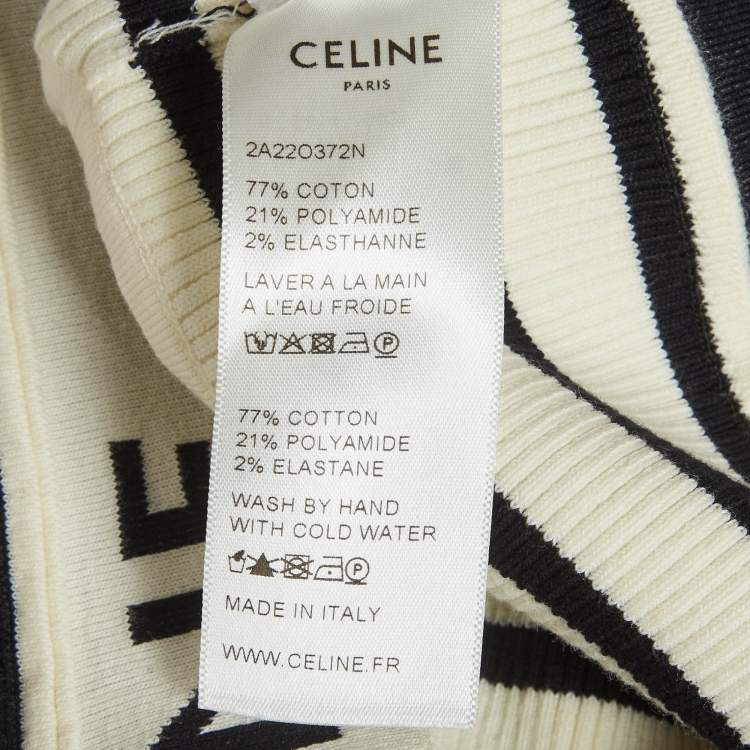 CELINE
PARIS
2A22O372N
77% COTON
21% POLYAMIDE
2% ELASTHANNE
LAVER A LA MAIN
A L'EAU FROIDE
P
77% COTTON
21% POLYAMIDE
2% ELASTANE
WASH BY HAND
WITH COLD WATER
P
MADE IN ITALY
WWW.CELINE.FR